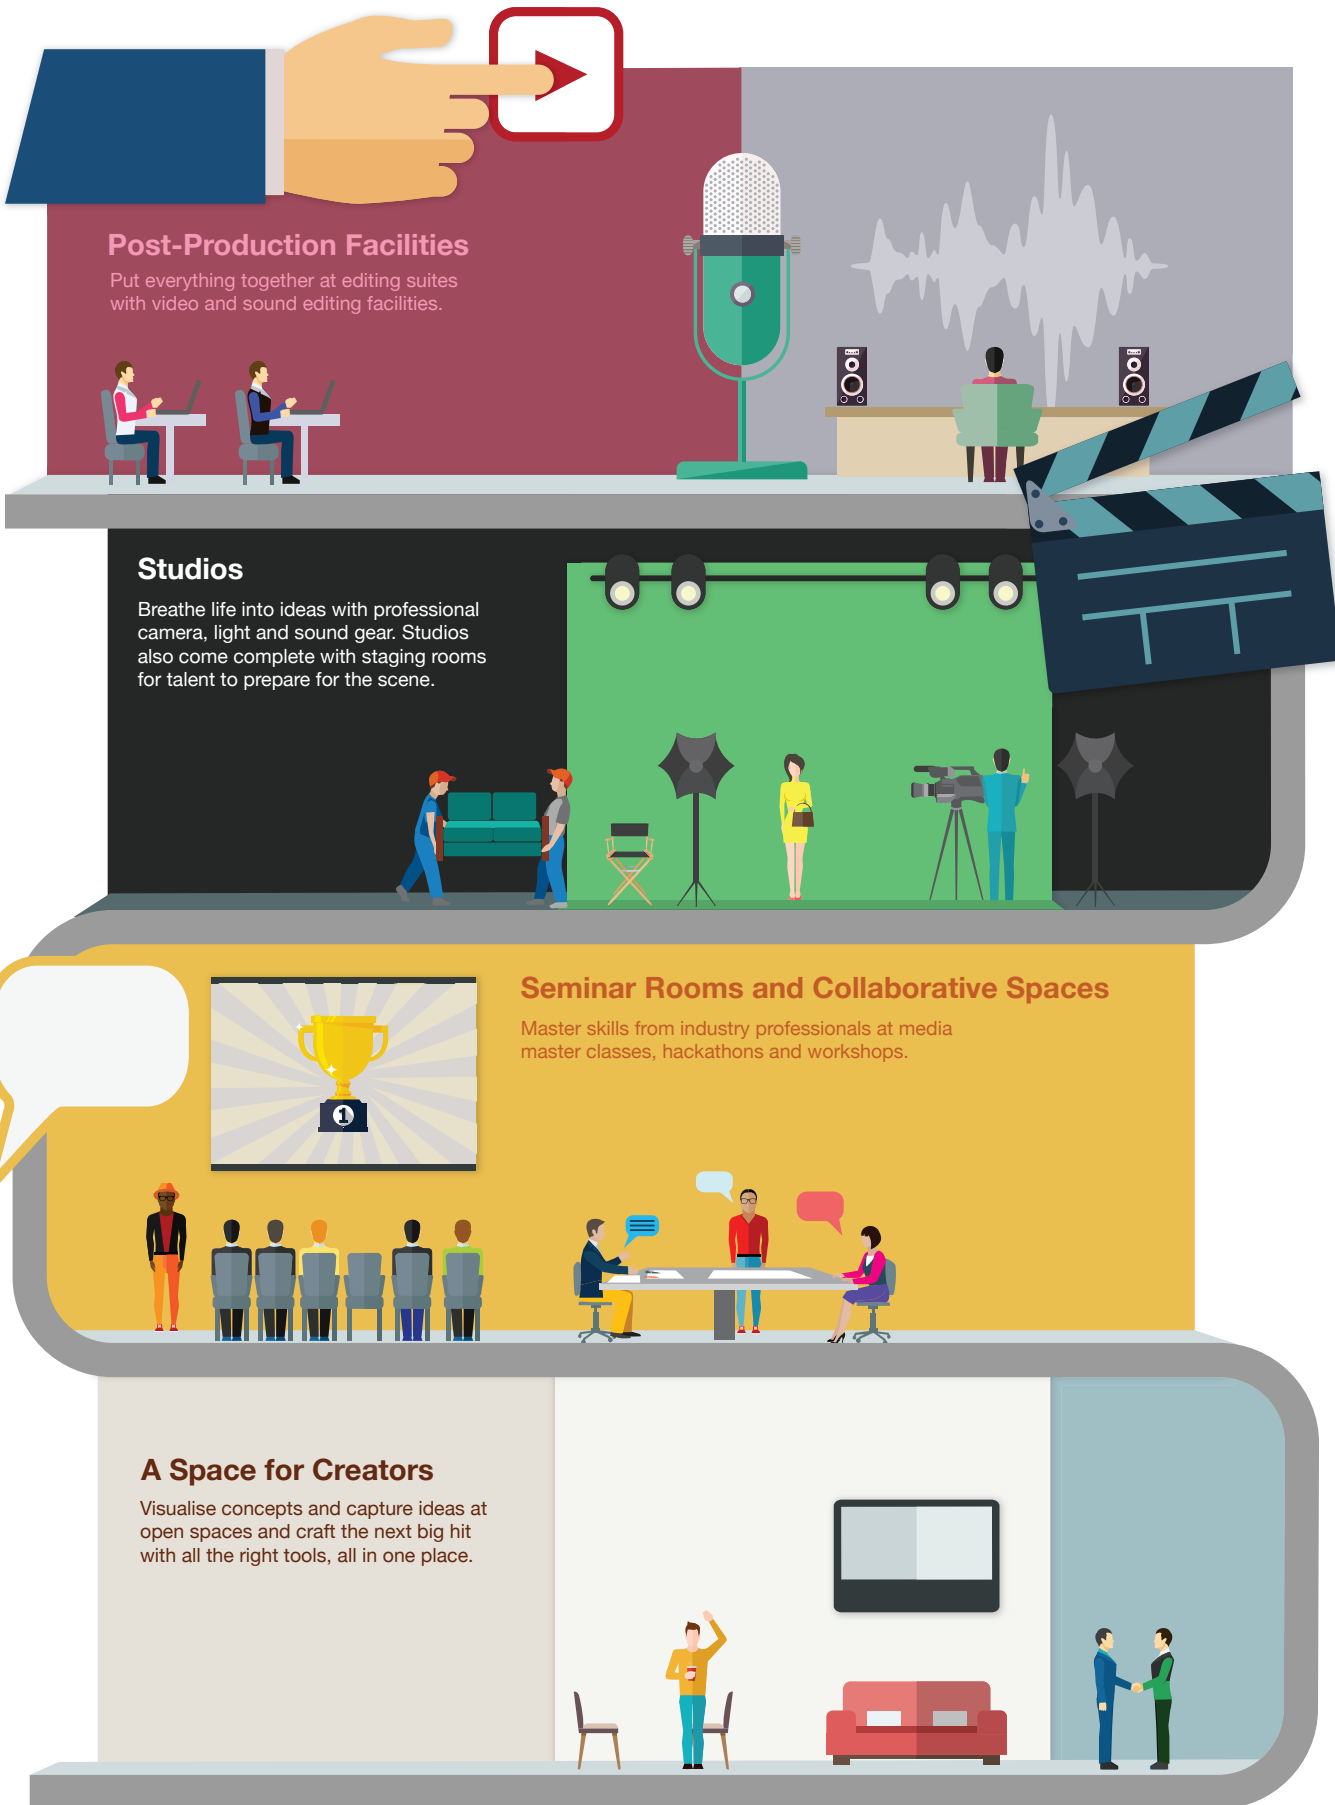 Post-Production Facilities
Put everything together at editing suites
with video and sound editing facilities.
Studios
Breathe life into ideas with professional
camera, light and sound gear. Studios
also come complete with staging rooms
for talent to prepare for the scene.
Seminar Rooms and Collaborative Spaces
Master skills from industry professionals at media
master classes, hackathons and workshops.
1
A Space for Creators
Visualise concepts and capture ideas at
open spaces and craft the next big hit
with all the right tools, all in one place.